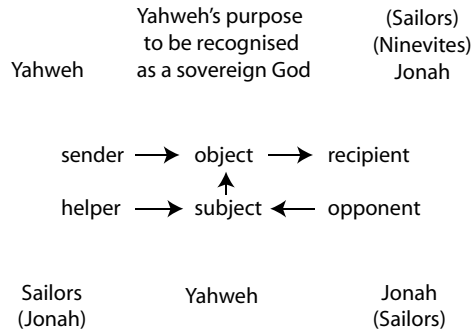 Yahweh
Yahweh’s purpose
to be recognised
as a sovereign God
(Sailors)
(Ninevites)
Jonah
sender object recipient
helper subject opponent
Sailors
(Jonah)
Yahweh
Jonah
(Sailors)